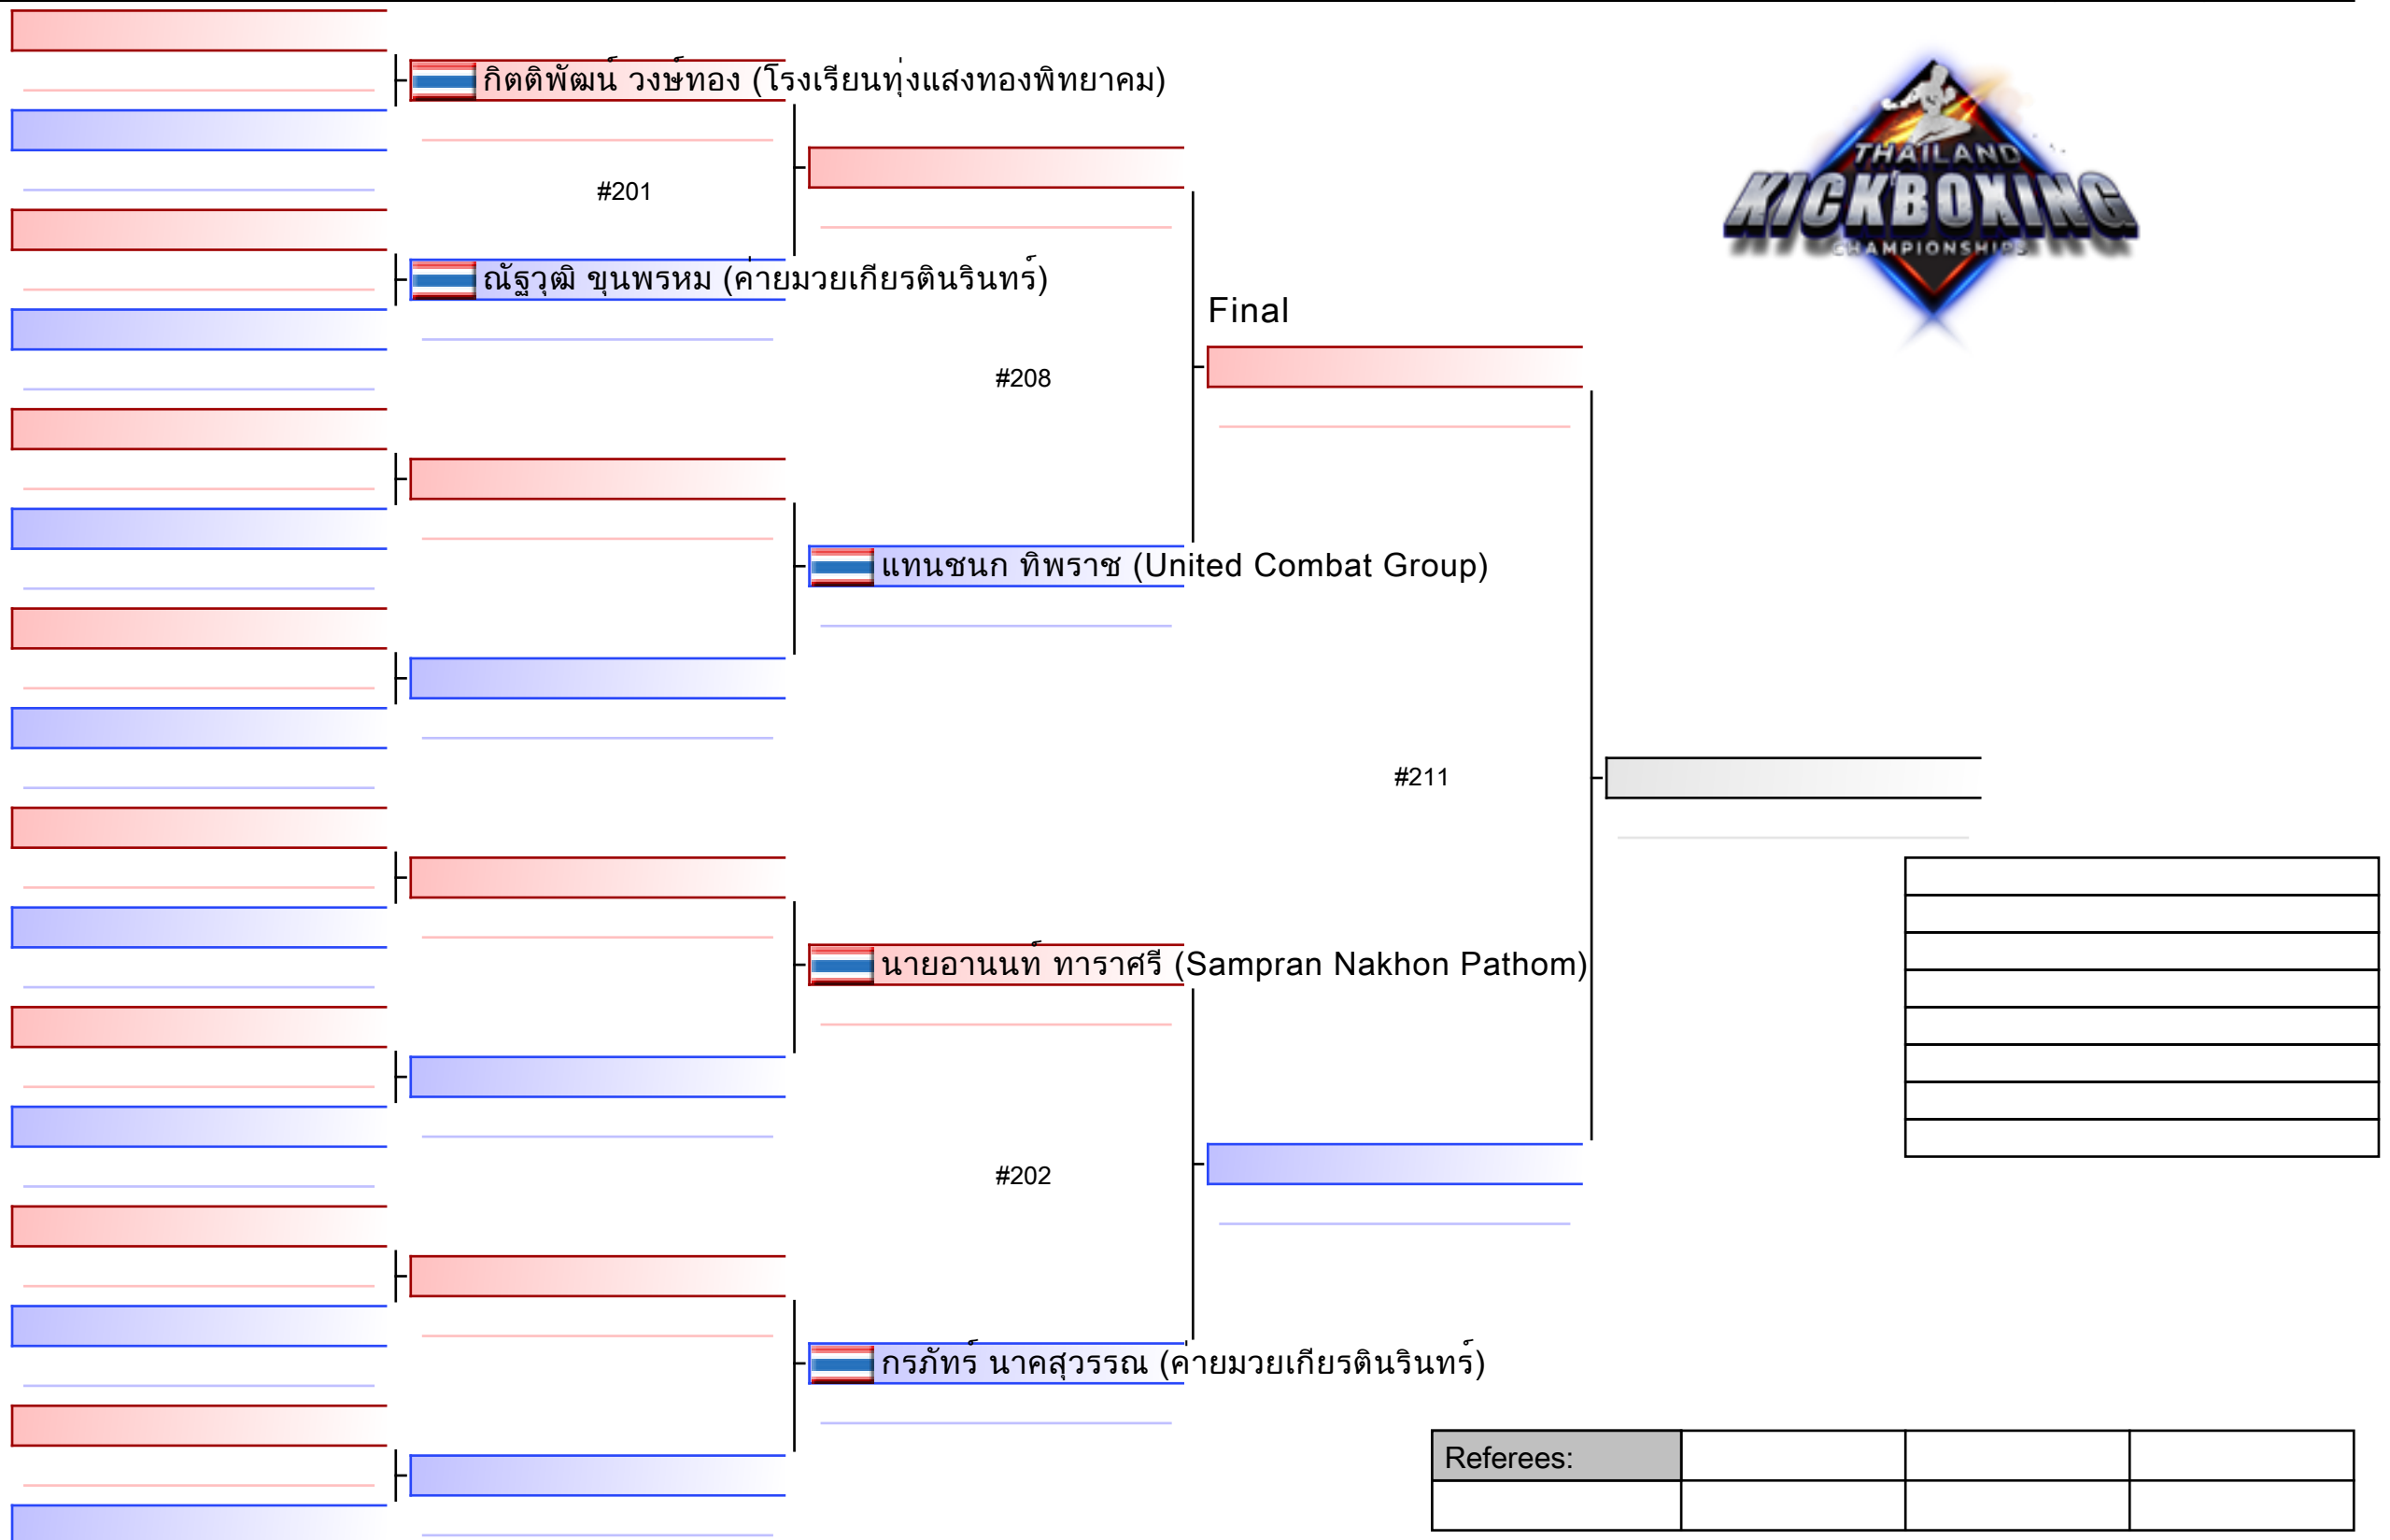 กิตติพัฒน์ วงษ์ทอง (โรงเรียนทุ่งแสงทองพิทยาคม)
#201
ณัฐวุฒิ ขุนพรหม (ค่ายมวยเกียรตินรินทร์)
THAILAND
KICKBOXING
CHAMPIONSHIPS
Final
#208
แทนชนก ทิพราช (United Combat Group)
#211
นายอานนท์ ทาราศรี (Sampran Nakhon Pathom)
#202
กรภัทร์ นาคสุวรรณ (ค่ายมวยเกียรตินรินทร์)
Referees: